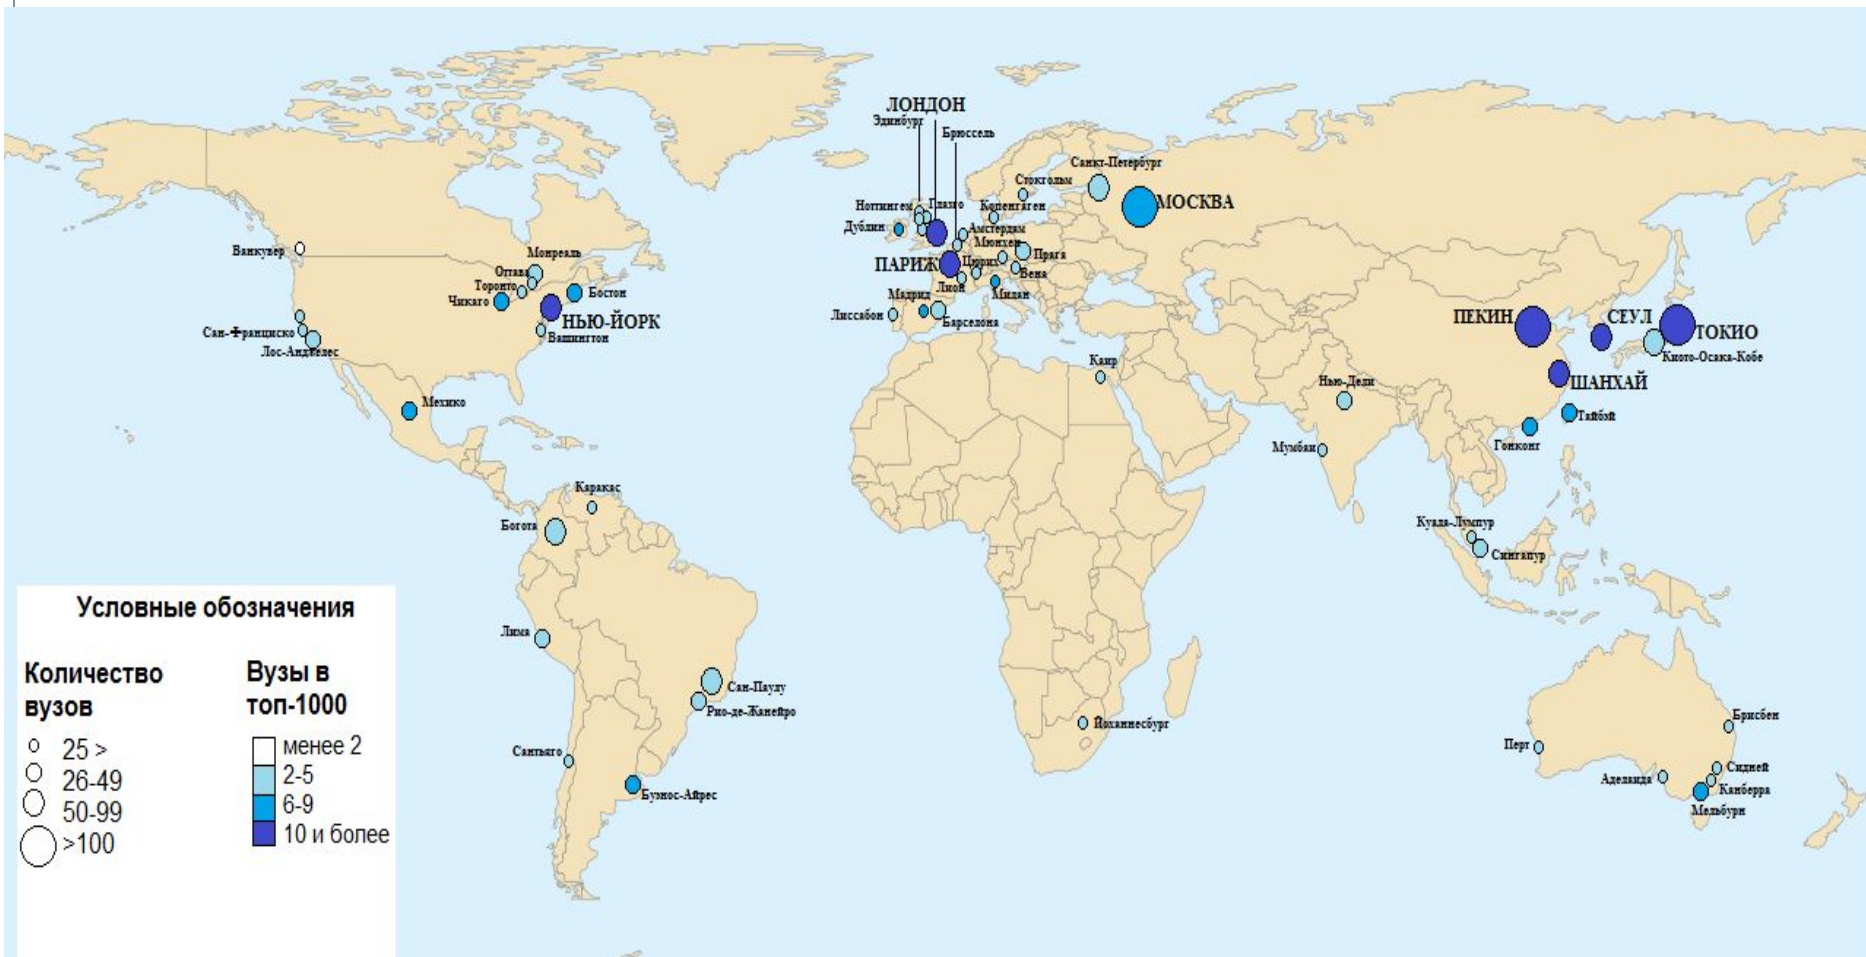 ЛОНДОН
Эдинбург
Брюссель
Санкт-Петербург
Стокгольм
Ноттингем
Глазго
Копенгаген
МОСКВА
Дублин
Амстердам
Ванкувер
Мюнхен
Монреаль
Прага
ПАРИЖ
Цюрих
Оттава
Вена
Торонто
Лион
Чикаго
Бостон
Мадрид
Милан
Лиссабон
Барселона
НЬЮ-ЙОРК
ПЕКИН
СЕУЛ
ТОКИО
Сан-Франциско
Вашингтон
Лос-Анджелес
Киото-Осака-Кобе
Каир
Нью-Дели
ШАНХАЙ
Мехико
Тайбэй
Гонконг
Мумбаи
Каракас
Богота
Куала-Лумпур
Сингапур
Лима
Сан-Паулу
Рио-де-Жанейро
Йоханнесбург
Брисбен
Перт
Сантьяго
Сидней
Аделаида
Канберра
Буэнос-Айрес
Мельбурн
Условные обозначения
Количество
вузов
25 >
26-49
50-99
>100
Вузы в
топ-1000
менее 2
2-5
6-9
10 и более